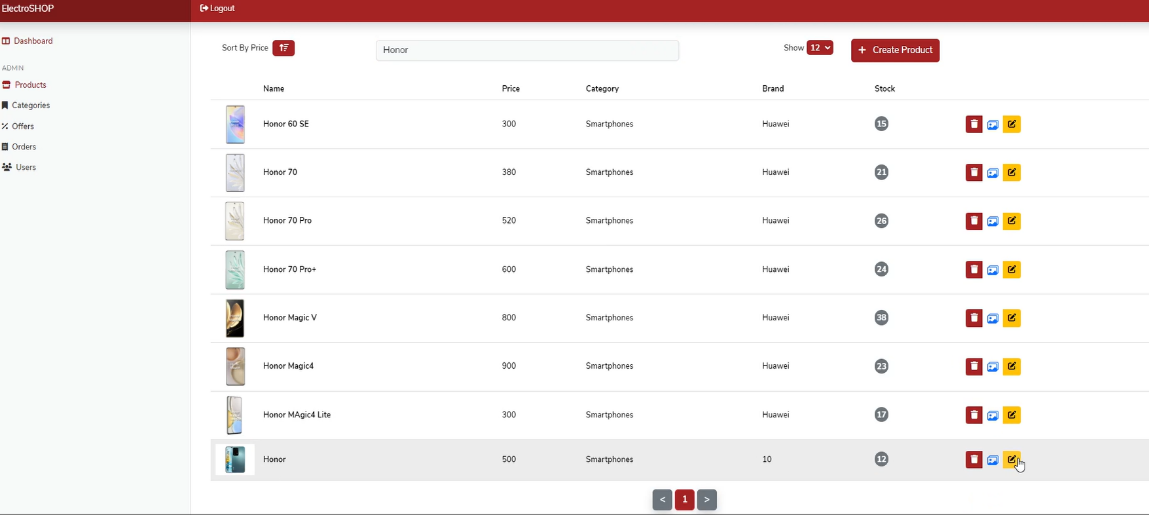 ElectroSHOP
Logout
Dashboard
ADMIN
Products
Categories
Offers
Orders
Users
Sort By Price
Honor
Show 12
+ Create Product
Name Price Category Brand Stock
Honor 60 SE 300 Smartphones Huawei 15
Honor 70 380 Smartphones Huawei 21
Honor 70 Pro 520 Smartphones Huawei 26
Honor 70 Pro+ 600 Smartphones Huawei 24
Honor Magic V 800 Smartphones Huawei 38
Honor Magic4 900 Smartphones Huawei 23
Honor MAgic4 Lite 300 Smartphones Huawei 17
Honor 500 Smartphones 10 12
< 1 >